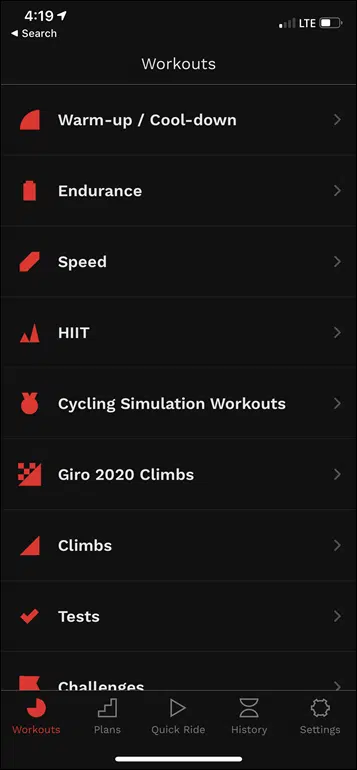 4:19
LTE
◀ Search
Workouts
Warm-up / Cool-down
Endurance
Speed
HIIT
Cycling Simulation Workouts
Giro 2020 Climbs
Climbs
Tests
Challenges
Workouts
Plans
Quick Ride
History
Settings